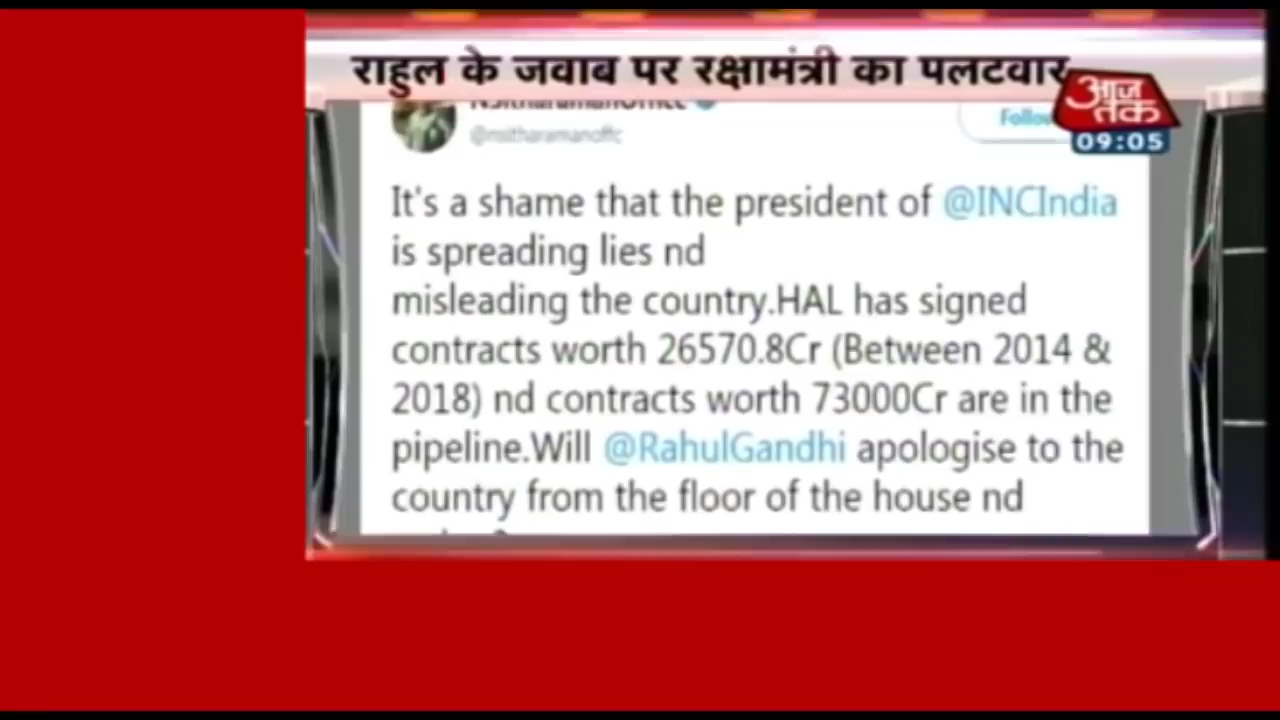 राहुल के जवाब पर रक्षामंत्री का पलटवार
आज
तक
09:05
NSitharamanOffice
@nsitharamanoffc
It's a shame that the president of @INCIndia
is spreading lies nd
misleading the country.HAL has signed
contracts worth 26570.8Cr (Between 2014 &
2018) nd contracts worth 73000Cr are in the
pipeline.Will @RahulGandhi apologise to the
country from the floor of the house nd